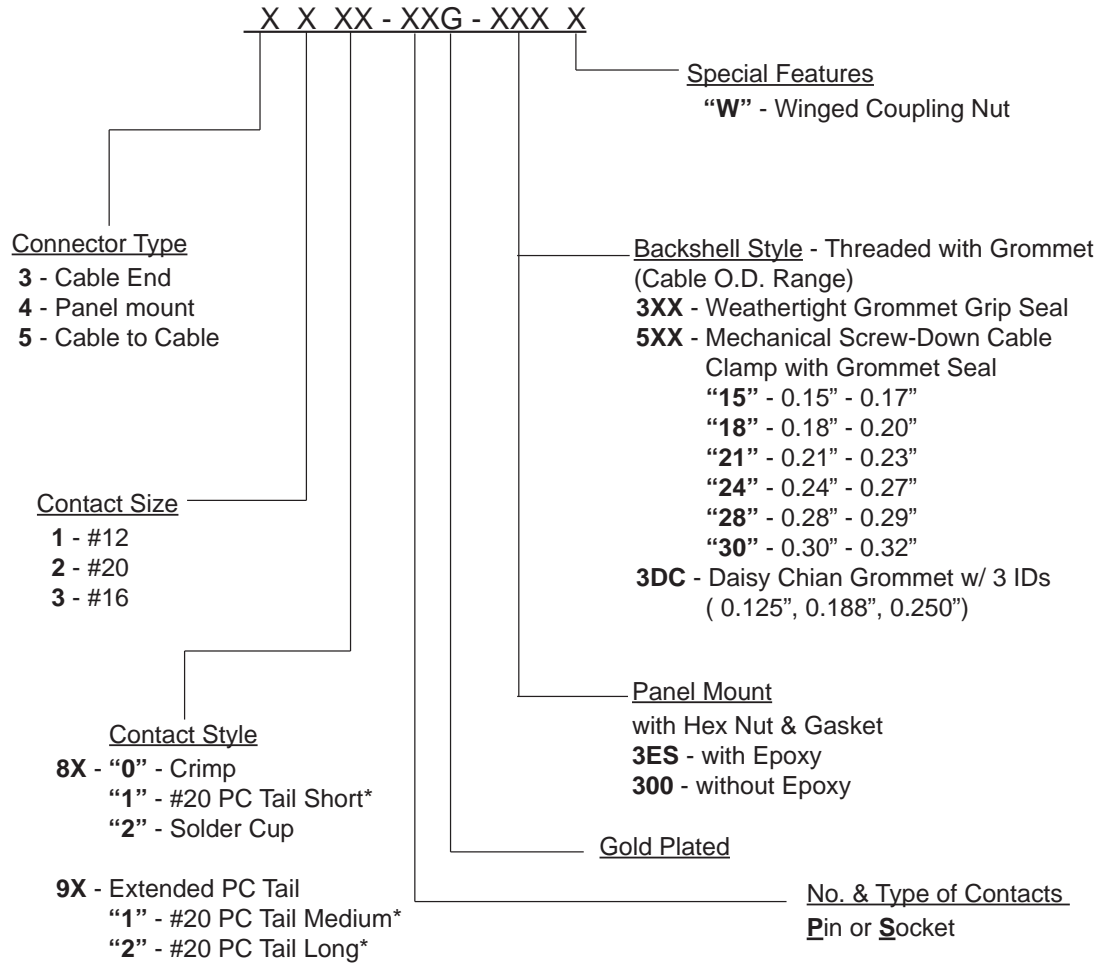 X X XX - XXG - XXX X
Special Features
“W” - Winged Coupling Nut
Connector Type
3 - Cable End
4 - Panel mount
5 - Cable to Cable
Backshell Style - Threaded with Grommet
(Cable O.D. Range)
3XX - Weathertight Grommet Grip Seal
5XX - Mechanical Screw-Down Cable
Clamp with Grommet Seal
“15” - 0.15” - 0.17”
“18” - 0.18” - 0.20”
“21” - 0.21” - 0.23”
“24” - 0.24” - 0.27”
“28” - 0.28” - 0.29”
“30” - 0.30” - 0.32”
3DC - Daisy Chian Grommet w/ 3 IDs
( 0.125”, 0.188”, 0.250”)
Contact Size
1 - #12
2 - #20
3 - #16
Panel Mount
with Hex Nut & Gasket
3ES - with Epoxy
300 - without Epoxy
Contact Style
8X - “0” - Crimp
“1” - #20 PC Tail Short*
“2” - Solder Cup
9X - Extended PC Tail
“1” - #20 PC Tail Medium*
“2” - #20 PC Tail Long*
Gold Plated
No. & Type of Contacts
Pin or Socket